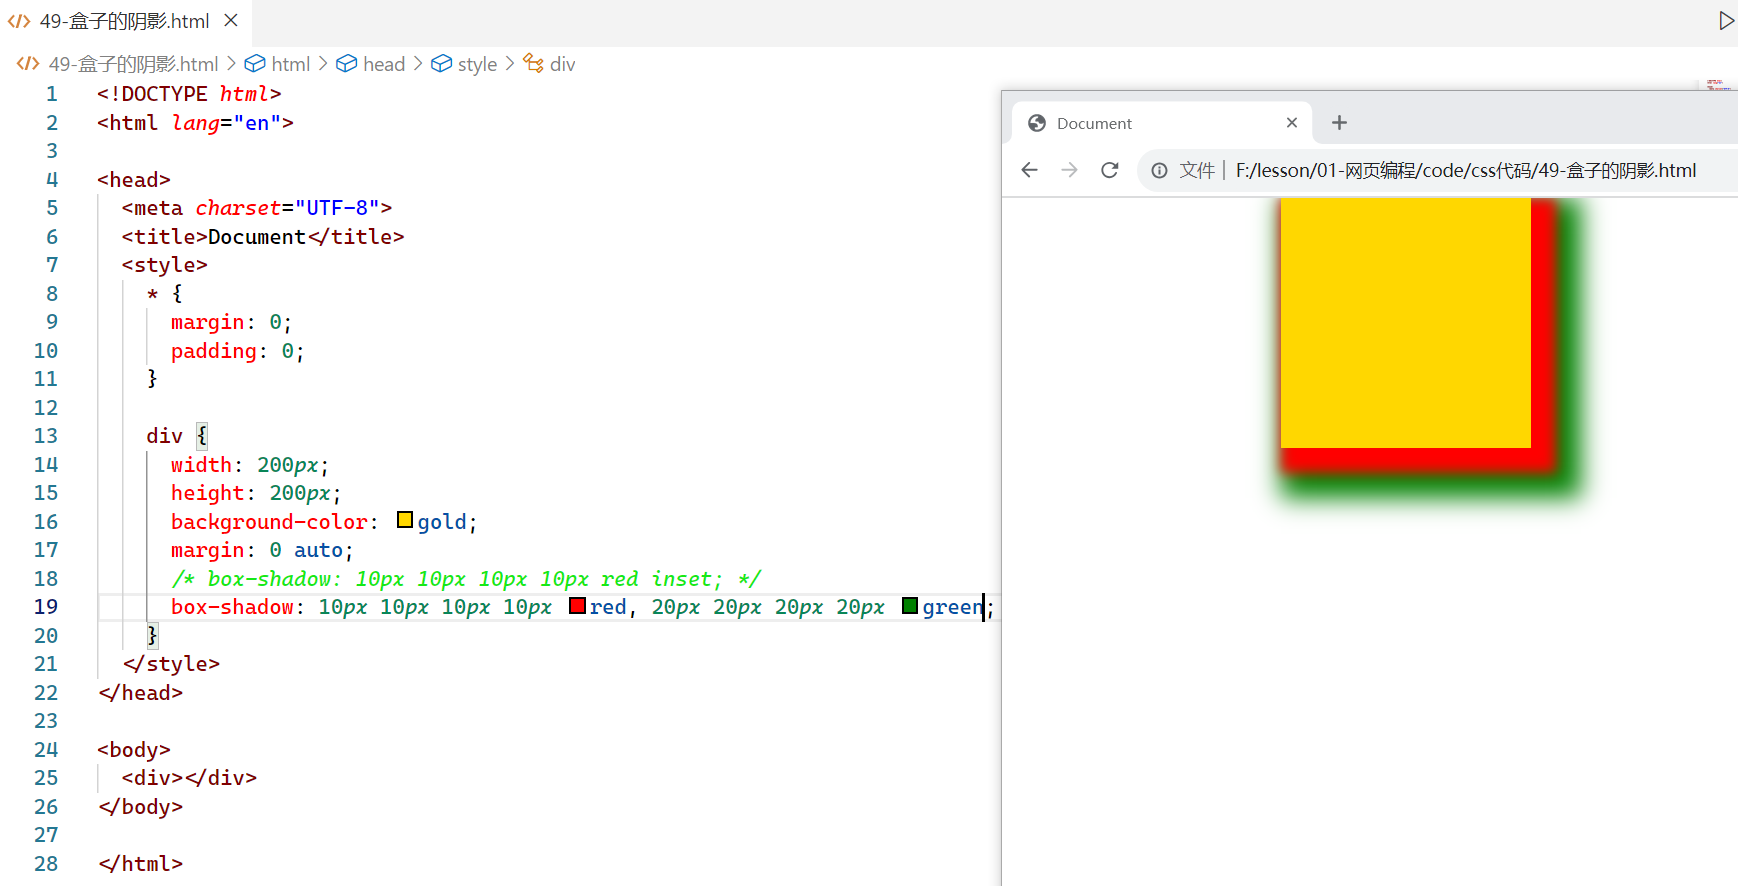 49-盒子的阴影.html
49-盒子的阴影.html > html > head > style > div
1 <!DOCTYPE html>
2 <html lang="en">
3
4 <head>
5 <meta charset="UTF-8">
6 <title>Document</title>
7 <style>
8 * {
9 margin: 0;
10 padding: 0;
11 }
12
13 div {
14 width: 200px;
15 height: 200px;
16 background-color: gold;
17 margin: 0 auto;
18 /* box-shadow: 10px 10px 10px 10px red inset; */
19 box-shadow: 10px 10px 10px 10px red, 20px 20px 20px 20px green;
20 }
21 </style>
22 </head>
23
24 <body>
25 <div></div>
26 </body>
27
28 </html>
Document
文件 | F:/lesson/01-网页编程/code/css代码/49-盒子的阴影.html